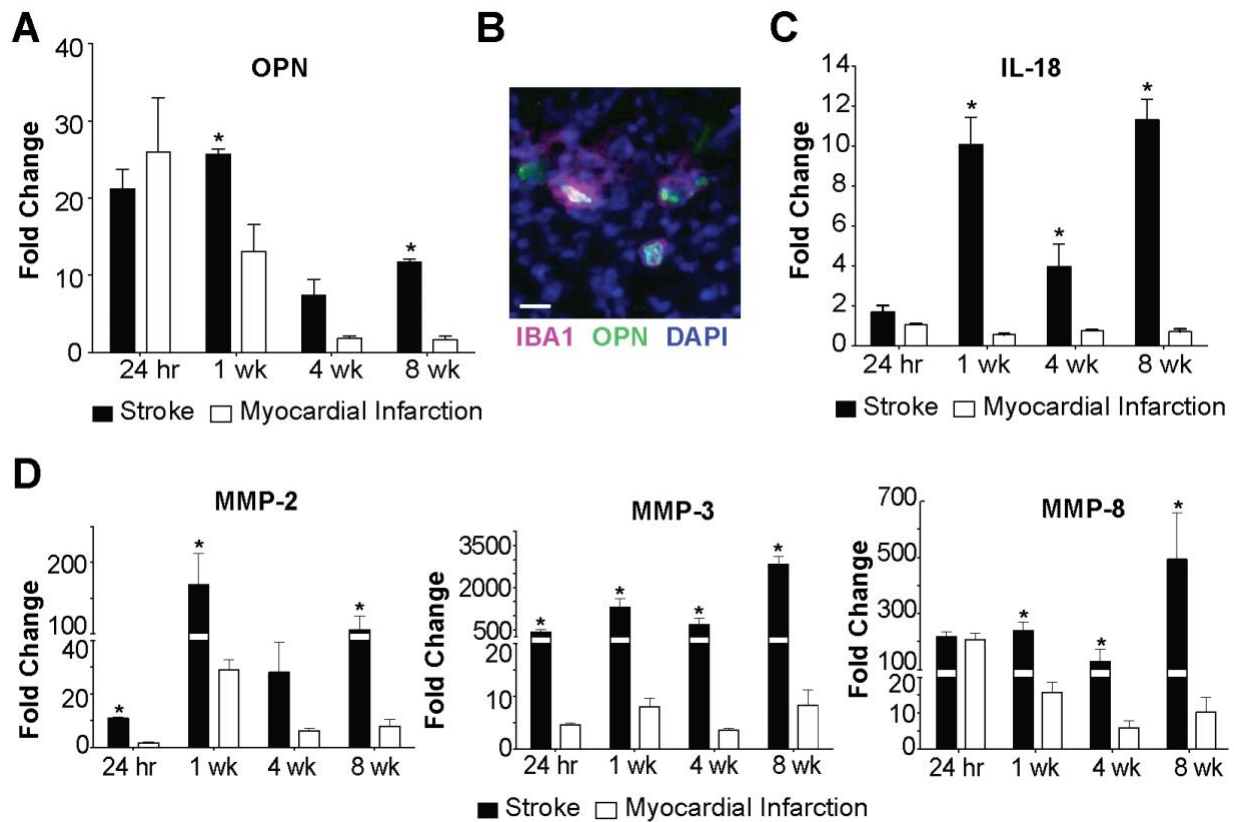 A
OPN
Fold Change
40
30
20
10
0
* *
24 hr 1 wk 4 wk 8 wk
Stroke Myocardial Infarction
B
IBA1 OPN DAPI
C
IL-18
Fold Change
14
12
10
8
6
4
2
0
* * *
24 hr 1 wk 4 wk 8 wk
Stroke Myocardial Infarction
D
MMP-2
Fold Change
200
100
40
20
0
* * *
24 hr 1 wk 4 wk 8 wk
MMP-3
Fold Change
3500
2000
500
20
10
0
* * * *
24 hr 1 wk 4 wk 8 wk
MMP-8
Fold Change
700
500
300
100
20
10
0
* * *
24 hr 1 wk 4 wk 8 wk
Stroke Myocardial Infarction